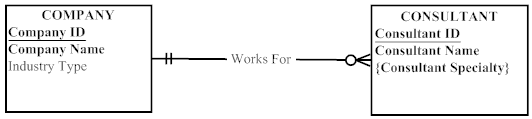 COMPANY
Company ID
Company Name
Industry Type
Works For
CONSULTANT
Consultant ID
Consultant Name
{Consultant Specialty}